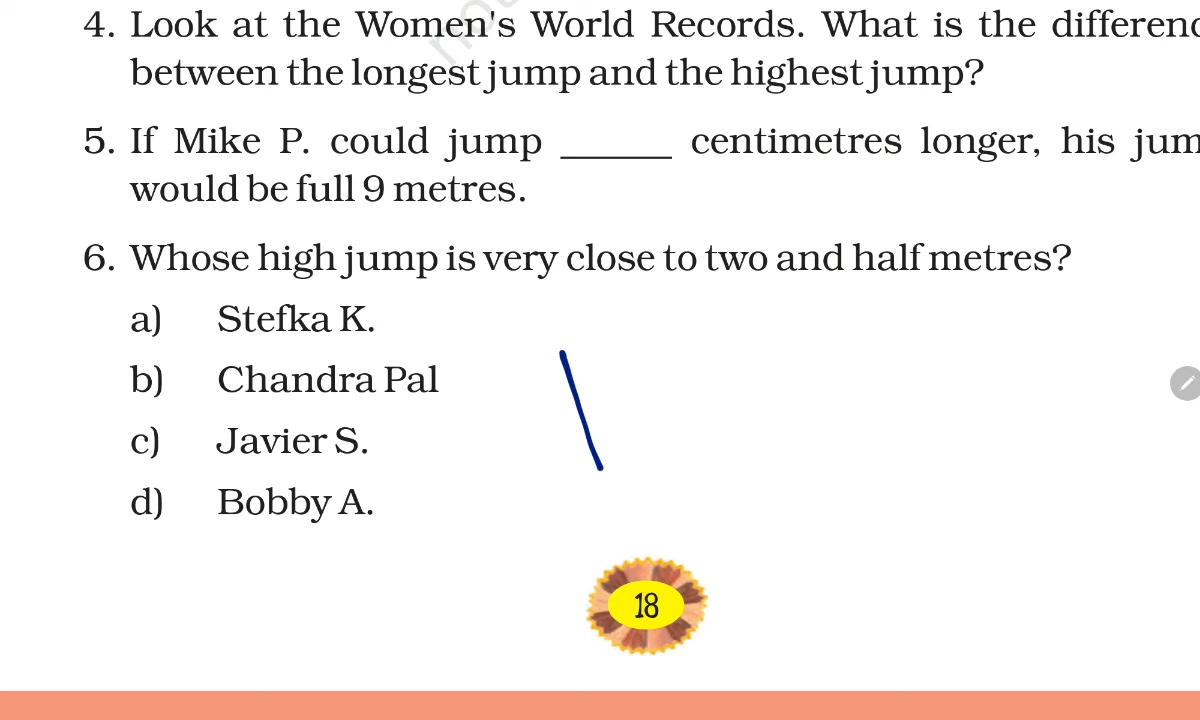 4. Look at the Women's World Records. What is the differenc
between the longest jump and the highest jump?
5. If Mike P. could jump ______ centimetres longer, his jum
would be full 9 metres.
6. Whose high jump is very close to two and half metres?
a) Stefka K.
b) Chandra Pal
c) Javier S.
d) Bobby A.
18